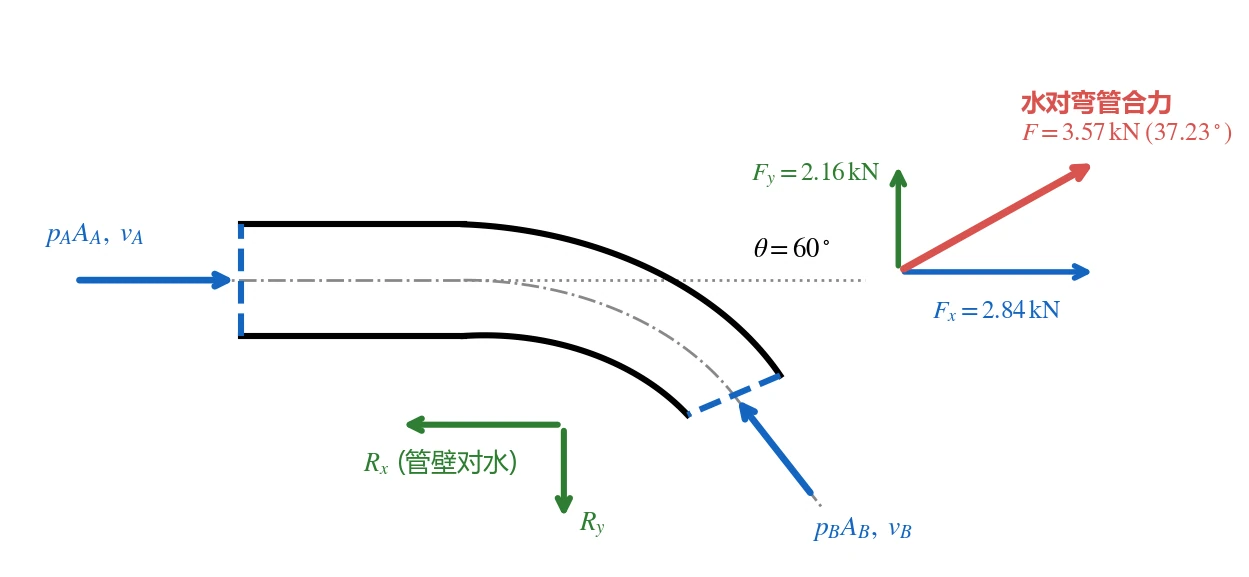 水对弯管合力
F = 3.57 kN (37.23°)
F_y = 2.16 kN
p_A A_A, v_A
θ = 60°
F_x = 2.84 kN
R_x (管壁对水)
R_y
p_B A_B, v_B